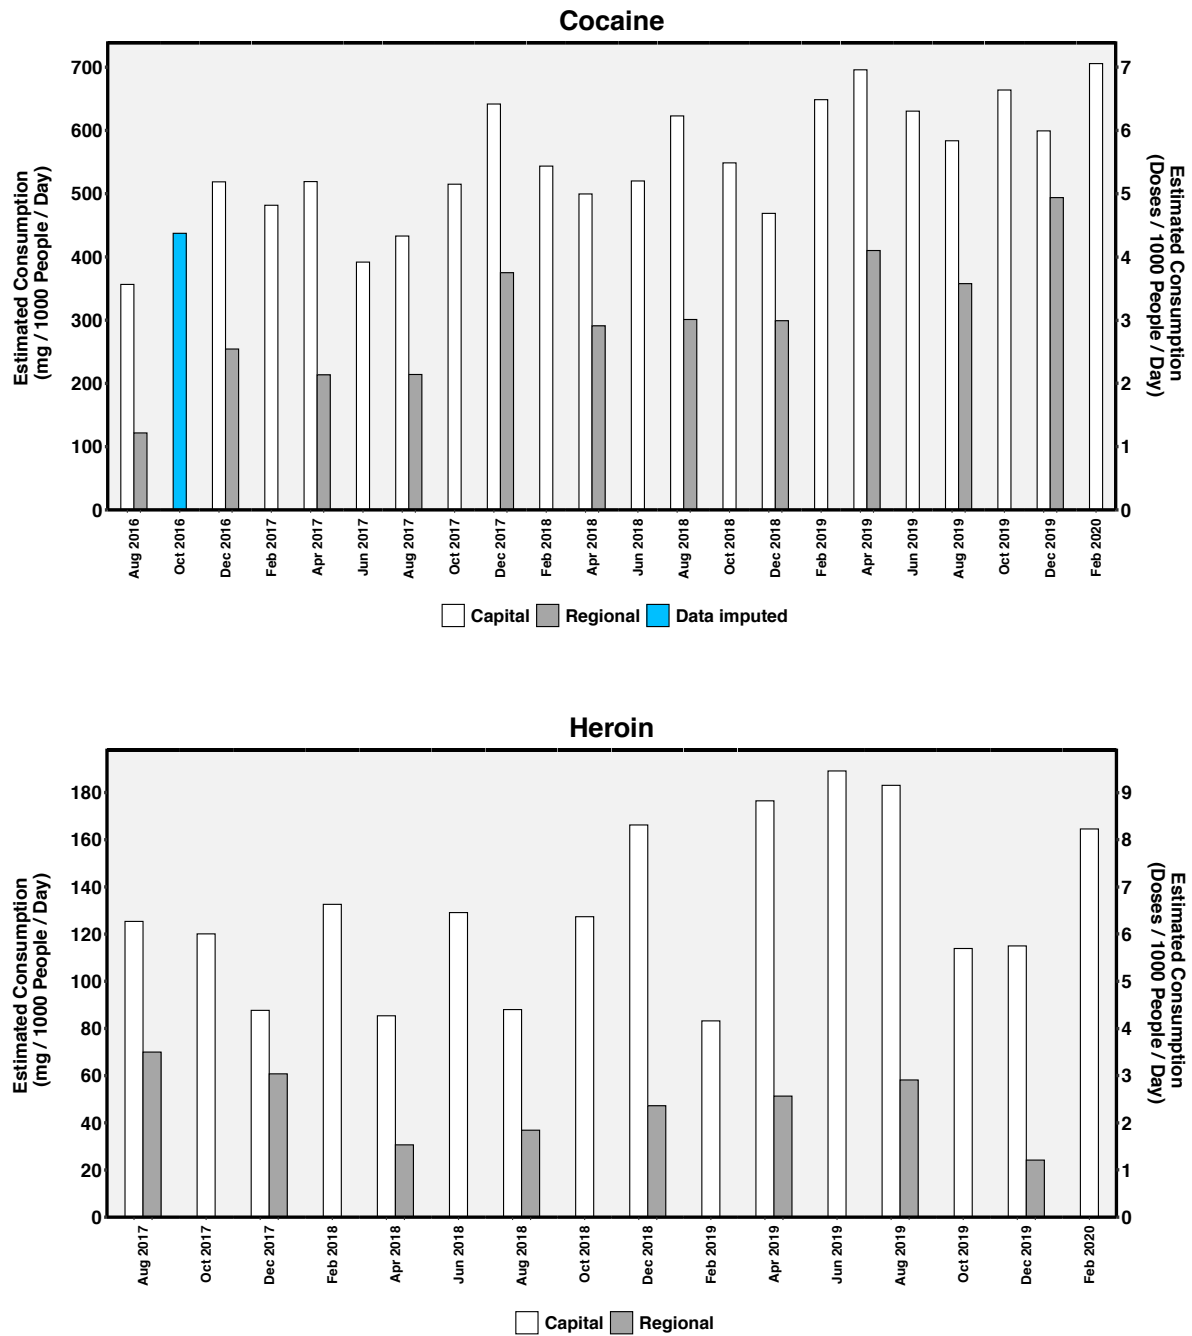 Cocaine
Estimated Consumption
(mg / 1000 People / Day)
700
600
500
400
300
200
100
0
7
6
5
4
3
2
1
0
Estimated Consumption
(Doses / 1000 People / Day)
Aug 2016
Oct 2016
Dec 2016
Feb 2017
Apr 2017
Jun 2017
Aug 2017
Oct 2017
Dec 2017
Feb 2018
Apr 2018
Jun 2018
Aug 2018
Oct 2018
Dec 2018
Feb 2019
Apr 2019
Jun 2019
Aug 2019
Oct 2019
Dec 2019
Feb 2020
Capital Regional Data imputed
Heroin
Estimated Consumption
(mg / 1000 People / Day)
180
160
140
120
100
80
60
40
20
0
9
8
7
6
5
4
3
2
1
0
Estimated Consumption
(Doses / 1000 People / Day)
Aug 2017
Oct 2017
Dec 2017
Feb 2018
Apr 2018
Jun 2018
Aug 2018
Oct 2018
Dec 2018
Feb 2019
Apr 2019
Jun 2019
Aug 2019
Oct 2019
Dec 2019
Feb 2020
Capital Regional